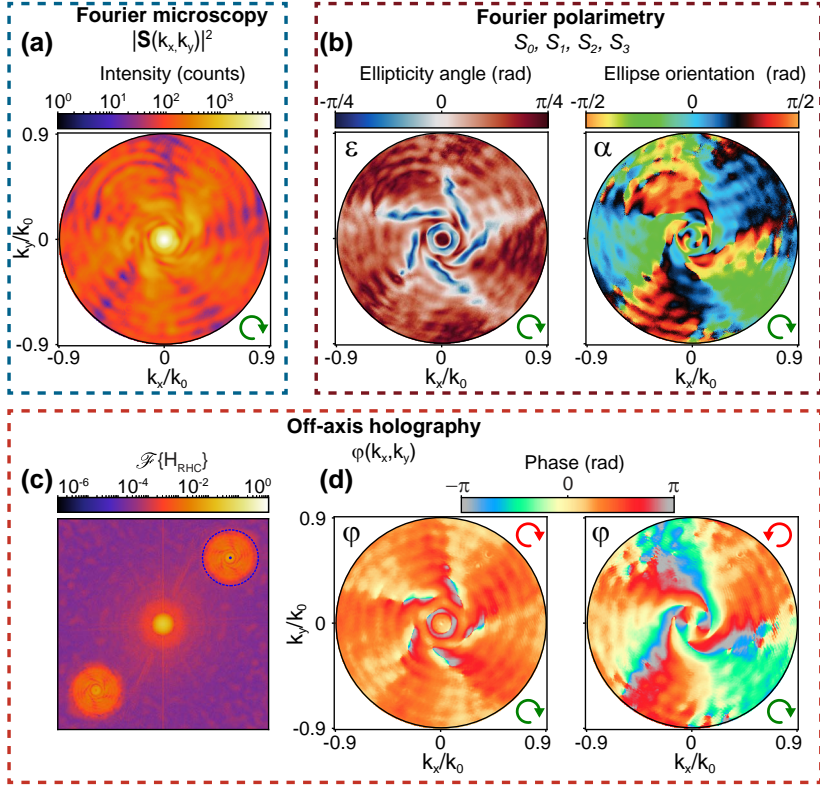 Fourier microscopy
(a) |S(kx,ky)|²
Intensity (counts)
10⁰ 10¹ 10² 10³
0.9
ky/k0
0
-0.9
-0.9 0 0.9
kx/k0
Fourier polarimetry
(b) S0, S1, S2, S3
Ellipticity angle (rad)
-π/4 0 π/4
ε
Ellipse orientation (rad)
-π/2 0 π/2
α
-0.9 0 0.9
kx/k0
-0.9 0 0.9
kx/k0
Off-axis holography
(c) ℱ{HRHC}
10⁻⁶ 10⁻⁴ 10⁻² 10⁰
φ(kx,ky)
(d) Phase (rad)
−π 0 π
0.9
φ
φ
ky/k0
0
-0.9
-0.9 0 0.9
kx/k0
-0.9 0 0.9
kx/k0